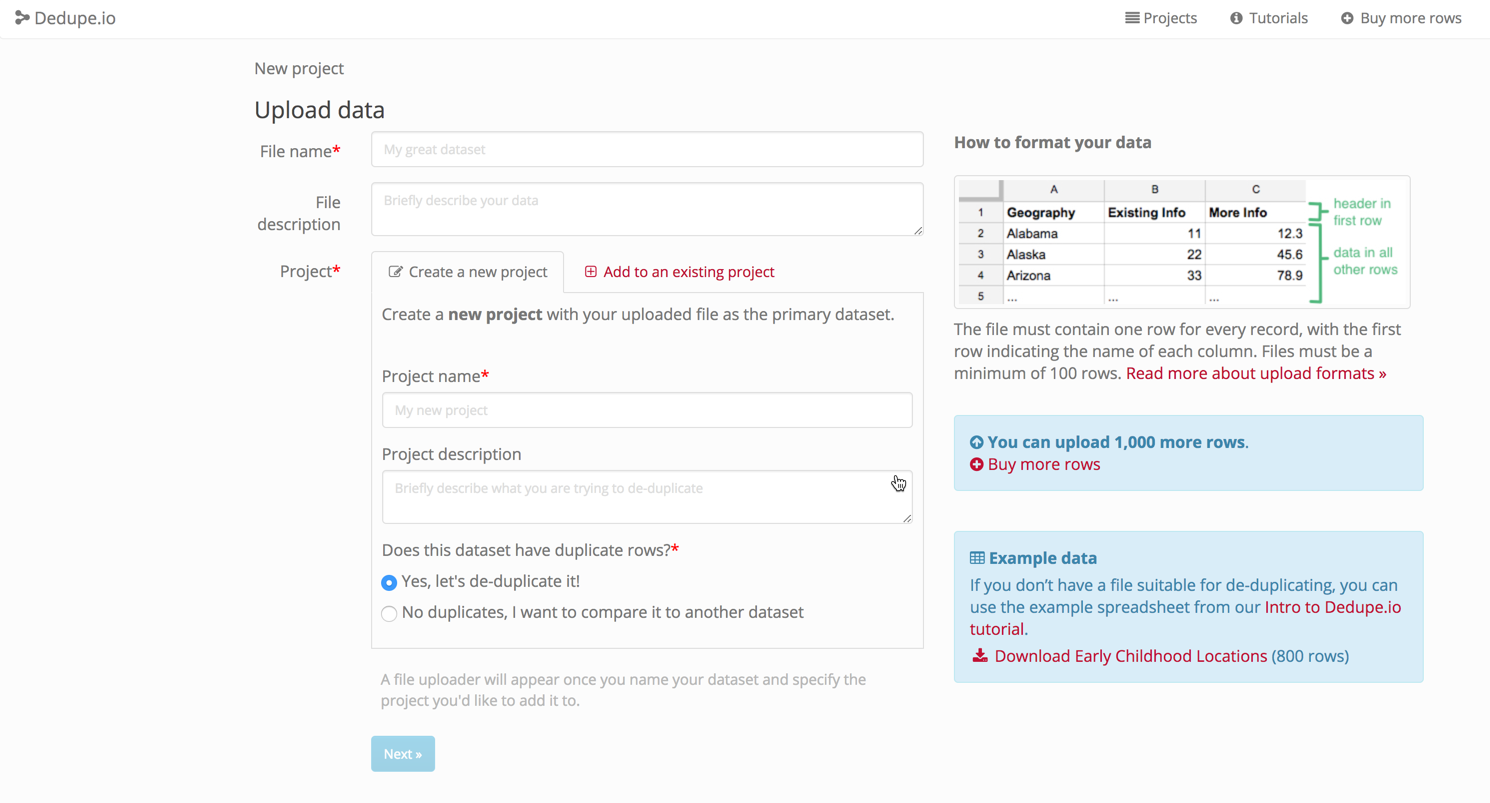 Dedupe.io
Projects
Tutorials
Buy more rows
New project
Upload data
File name*
My great dataset
File
description
Briefly describe your data
Project*
Create a new project
Add to an existing project
Create a new project with your uploaded file as the primary dataset.
Project name*
My new project
Project description
Briefly describe what you are trying to de-duplicate
Does this dataset have duplicate rows?*
Yes, let's de-duplicate it!
No duplicates, I want to compare it to another dataset
A file uploader will appear once you name your dataset and specify the
project you'd like to add it to.
Next »
How to format your data
A B C
1 Geography Existing Info More Info
2 Alabama 11 12.3
3 Alaska 22 45.6
4 Arizona 33 78.9
5 ... ... ...
header in
first row
data in all
other rows
The file must contain one row for every record, with the first
row indicating the name of each column. Files must be a
minimum of 100 rows. Read more about upload formats »
You can upload 1,000 more rows.
Buy more rows
Example data
If you don’t have a file suitable for de-duplicating, you can
use the example spreadsheet from our Intro to Dedupe.io
tutorial.
Download Early Childhood Locations (800 rows)